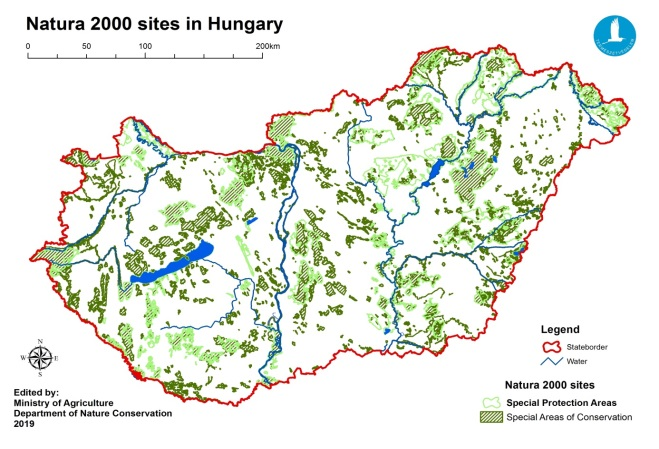 Natura 2000 sites in Hungary
0 50 100 200km
Legend
Stateborder
Water
Natura 2000 sites
Special Protection Areas
Special Areas of Conservation
N
W E
S
Edited by:
Ministry of Agriculture
Department of Nature Conservation
2019